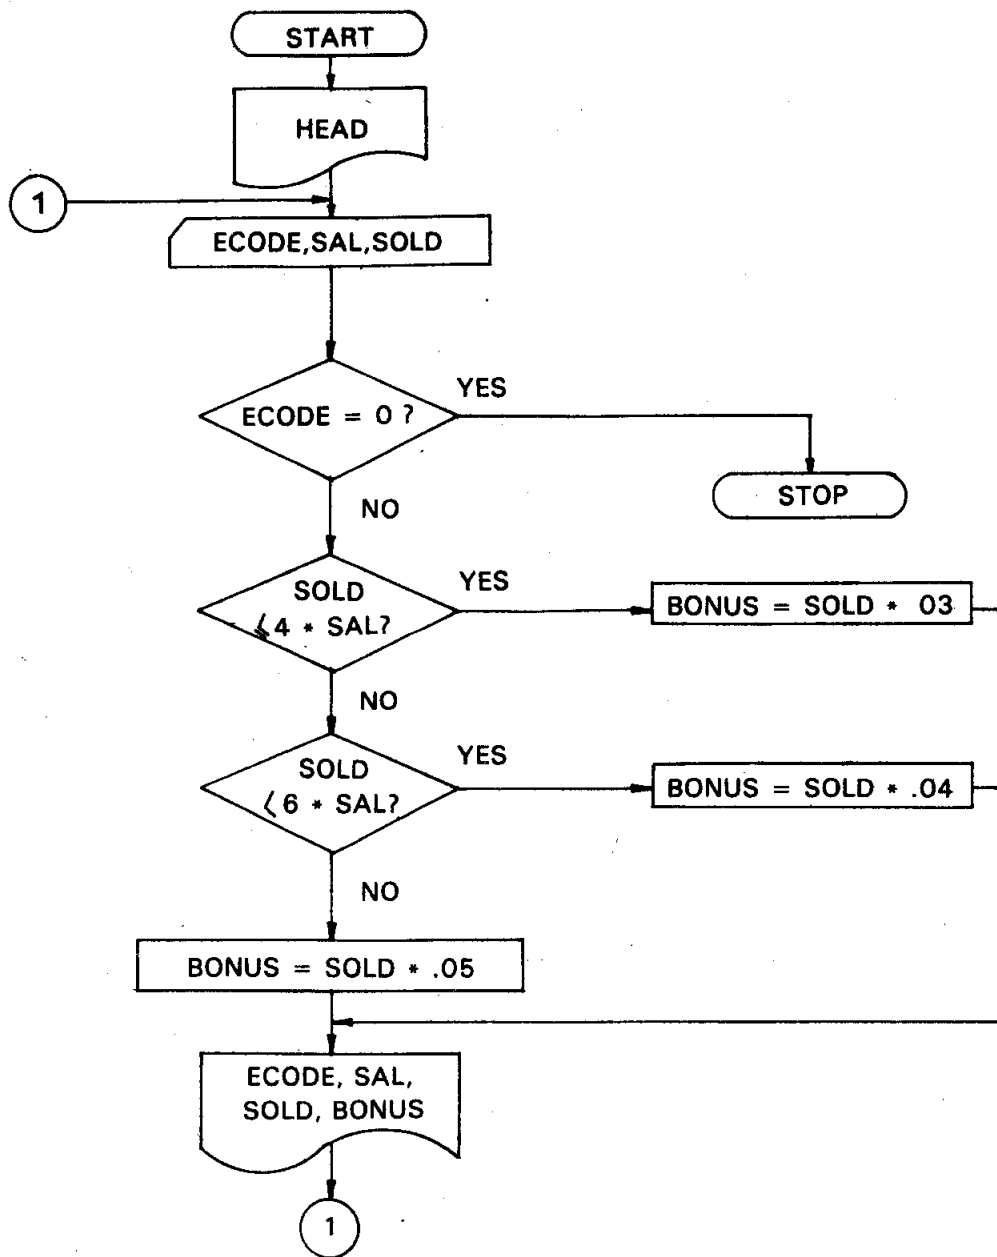 START
HEAD
1
ECODE,SAL,SOLD
ECODE = 0 ?
YES
STOP
NO
SOLD
≤4 * SAL?
YES
BONUS = SOLD * 03
NO
SOLD
<6 * SAL?
YES
BONUS = SOLD * .04
NO
BONUS = SOLD * .05
ECODE, SAL,
SOLD, BONUS
1